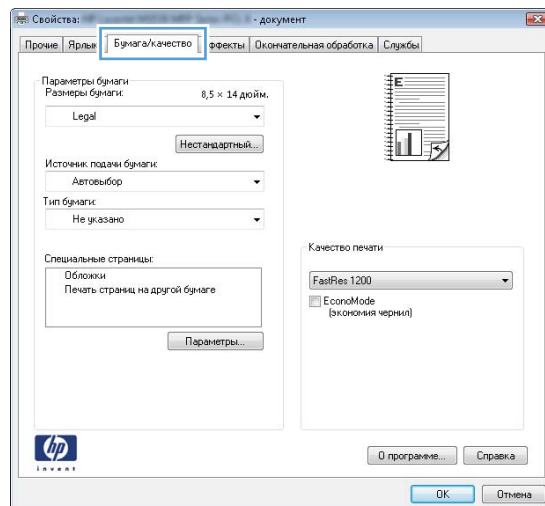 Свойства: - документ
Прочие Ярлык Бумага/качество ффекты Окончательная обработка Службы
Параметры бумаги
Размеры бумаги: 8,5 × 14 дюйм.
Legal
Нестандартный...
Источник подачи бумаги:
Автовыбор
Тип бумаги:
Не указано
Специальные страницы:
Обложки
Печать страниц на другой бумаге
Параметры...
E
Качество печати
FastRes 1200
EconoMode
(экономия чернил)
hp
invent
О программе... Справка
OK Отмена